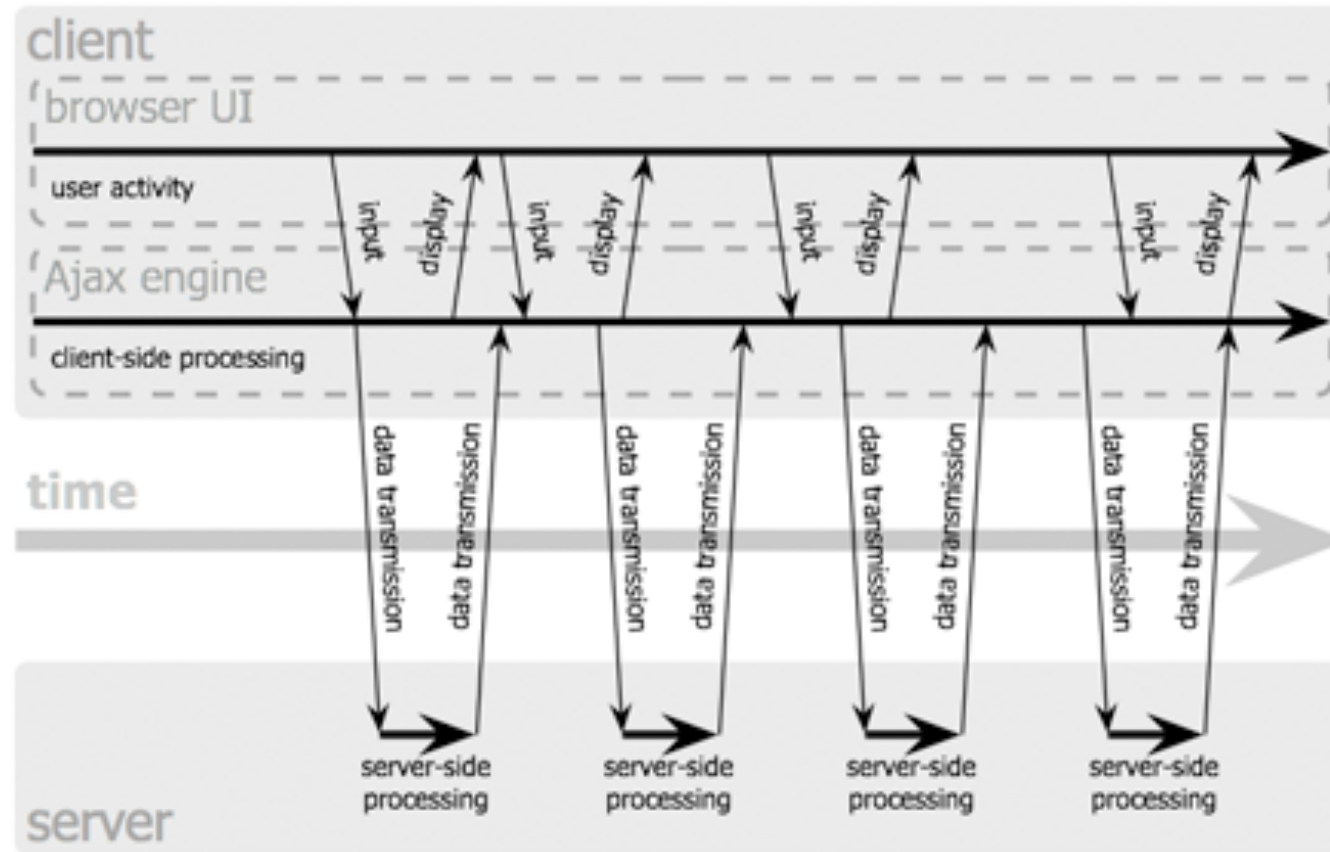 client
browser UI
user activity
input
display
input
display
input
display
input
display
Ajax engine
client-side processing
data transmission
data transmission
data transmission
data transmission
data transmission
data transmission
data transmission
data transmission
time
server-side
processing
server-side
processing
server-side
processing
server-side
processing
server